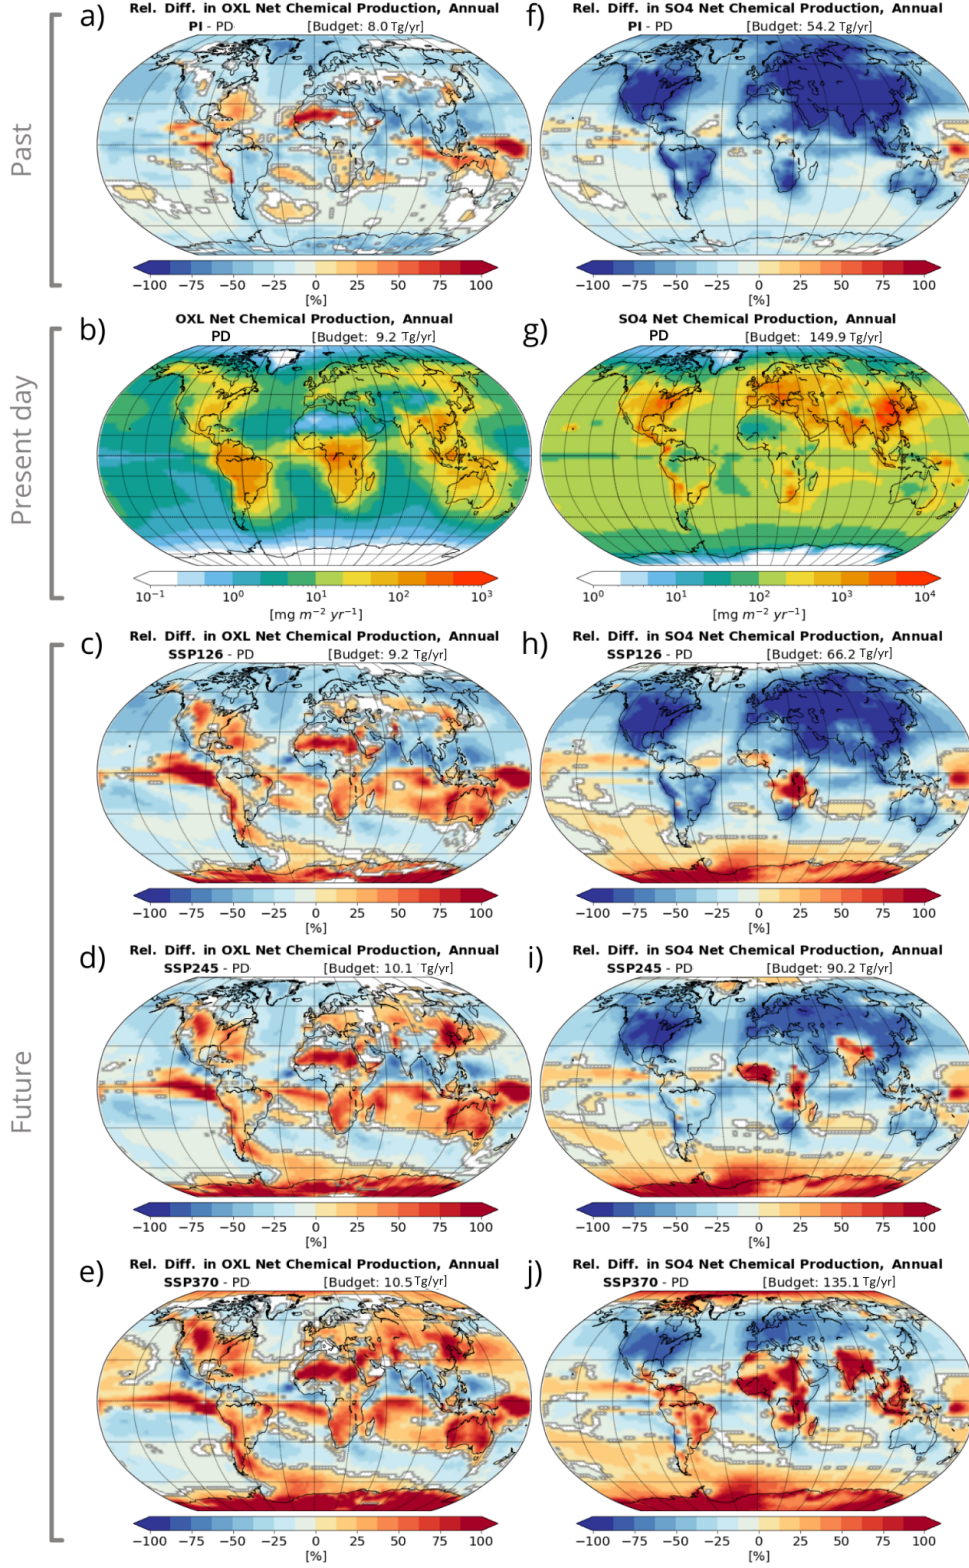 Past
a)
Rel. Diff. in OXL Net Chemical Production, Annual
PI - PD [Budget: 8.0 Tg/yr]
−100 −75 −50 −25 0 25 50 75 100
[%]
f)
Rel. Diff. in SO4 Net Chemical Production, Annual
PI - PD [Budget: 54.2 Tg/yr]
−100 −75 −50 −25 0 25 50 75 100
[%]
Present day
b)
OXL Net Chemical Production, Annual
PD [Budget: 9.2 Tg/yr]
10⁻¹ 10⁰ 10¹ 10² 10³
[mg m⁻² yr⁻¹]
g)
SO4 Net Chemical Production, Annual
PD [Budget: 149.9 Tg/yr]
10⁰ 10¹ 10² 10³ 10⁴
[mg m⁻² yr⁻¹]
Future
c)
Rel. Diff. in OXL Net Chemical Production, Annual
SSP126 - PD [Budget: 9.2 Tg/yr]
−100 −75 −50 −25 0 25 50 75 100
[%]
h)
Rel. Diff. in SO4 Net Chemical Production, Annual
SSP126 - PD [Budget: 66.2 Tg/yr]
−100 −75 −50 −25 0 25 50 75 100
[%]
d)
Rel. Diff. in OXL Net Chemical Production, Annual
SSP245 - PD [Budget: 10.1 Tg/yr]
−100 −75 −50 −25 0 25 50 75 100
[%]
i)
Rel. Diff. in SO4 Net Chemical Production, Annual
SSP245 - PD [Budget: 90.2 Tg/yr]
−100 −75 −50 −25 0 25 50 75 100
[%]
e)
Rel. Diff. in OXL Net Chemical Production, Annual
SSP370 - PD [Budget: 10.5 Tg/yr]
−100 −75 −50 −25 0 25 50 75 100
[%]
j)
Rel. Diff. in SO4 Net Chemical Production, Annual
SSP370 - PD [Budget: 135.1 Tg/yr]
−100 −75 −50 −25 0 25 50 75 100
[%]